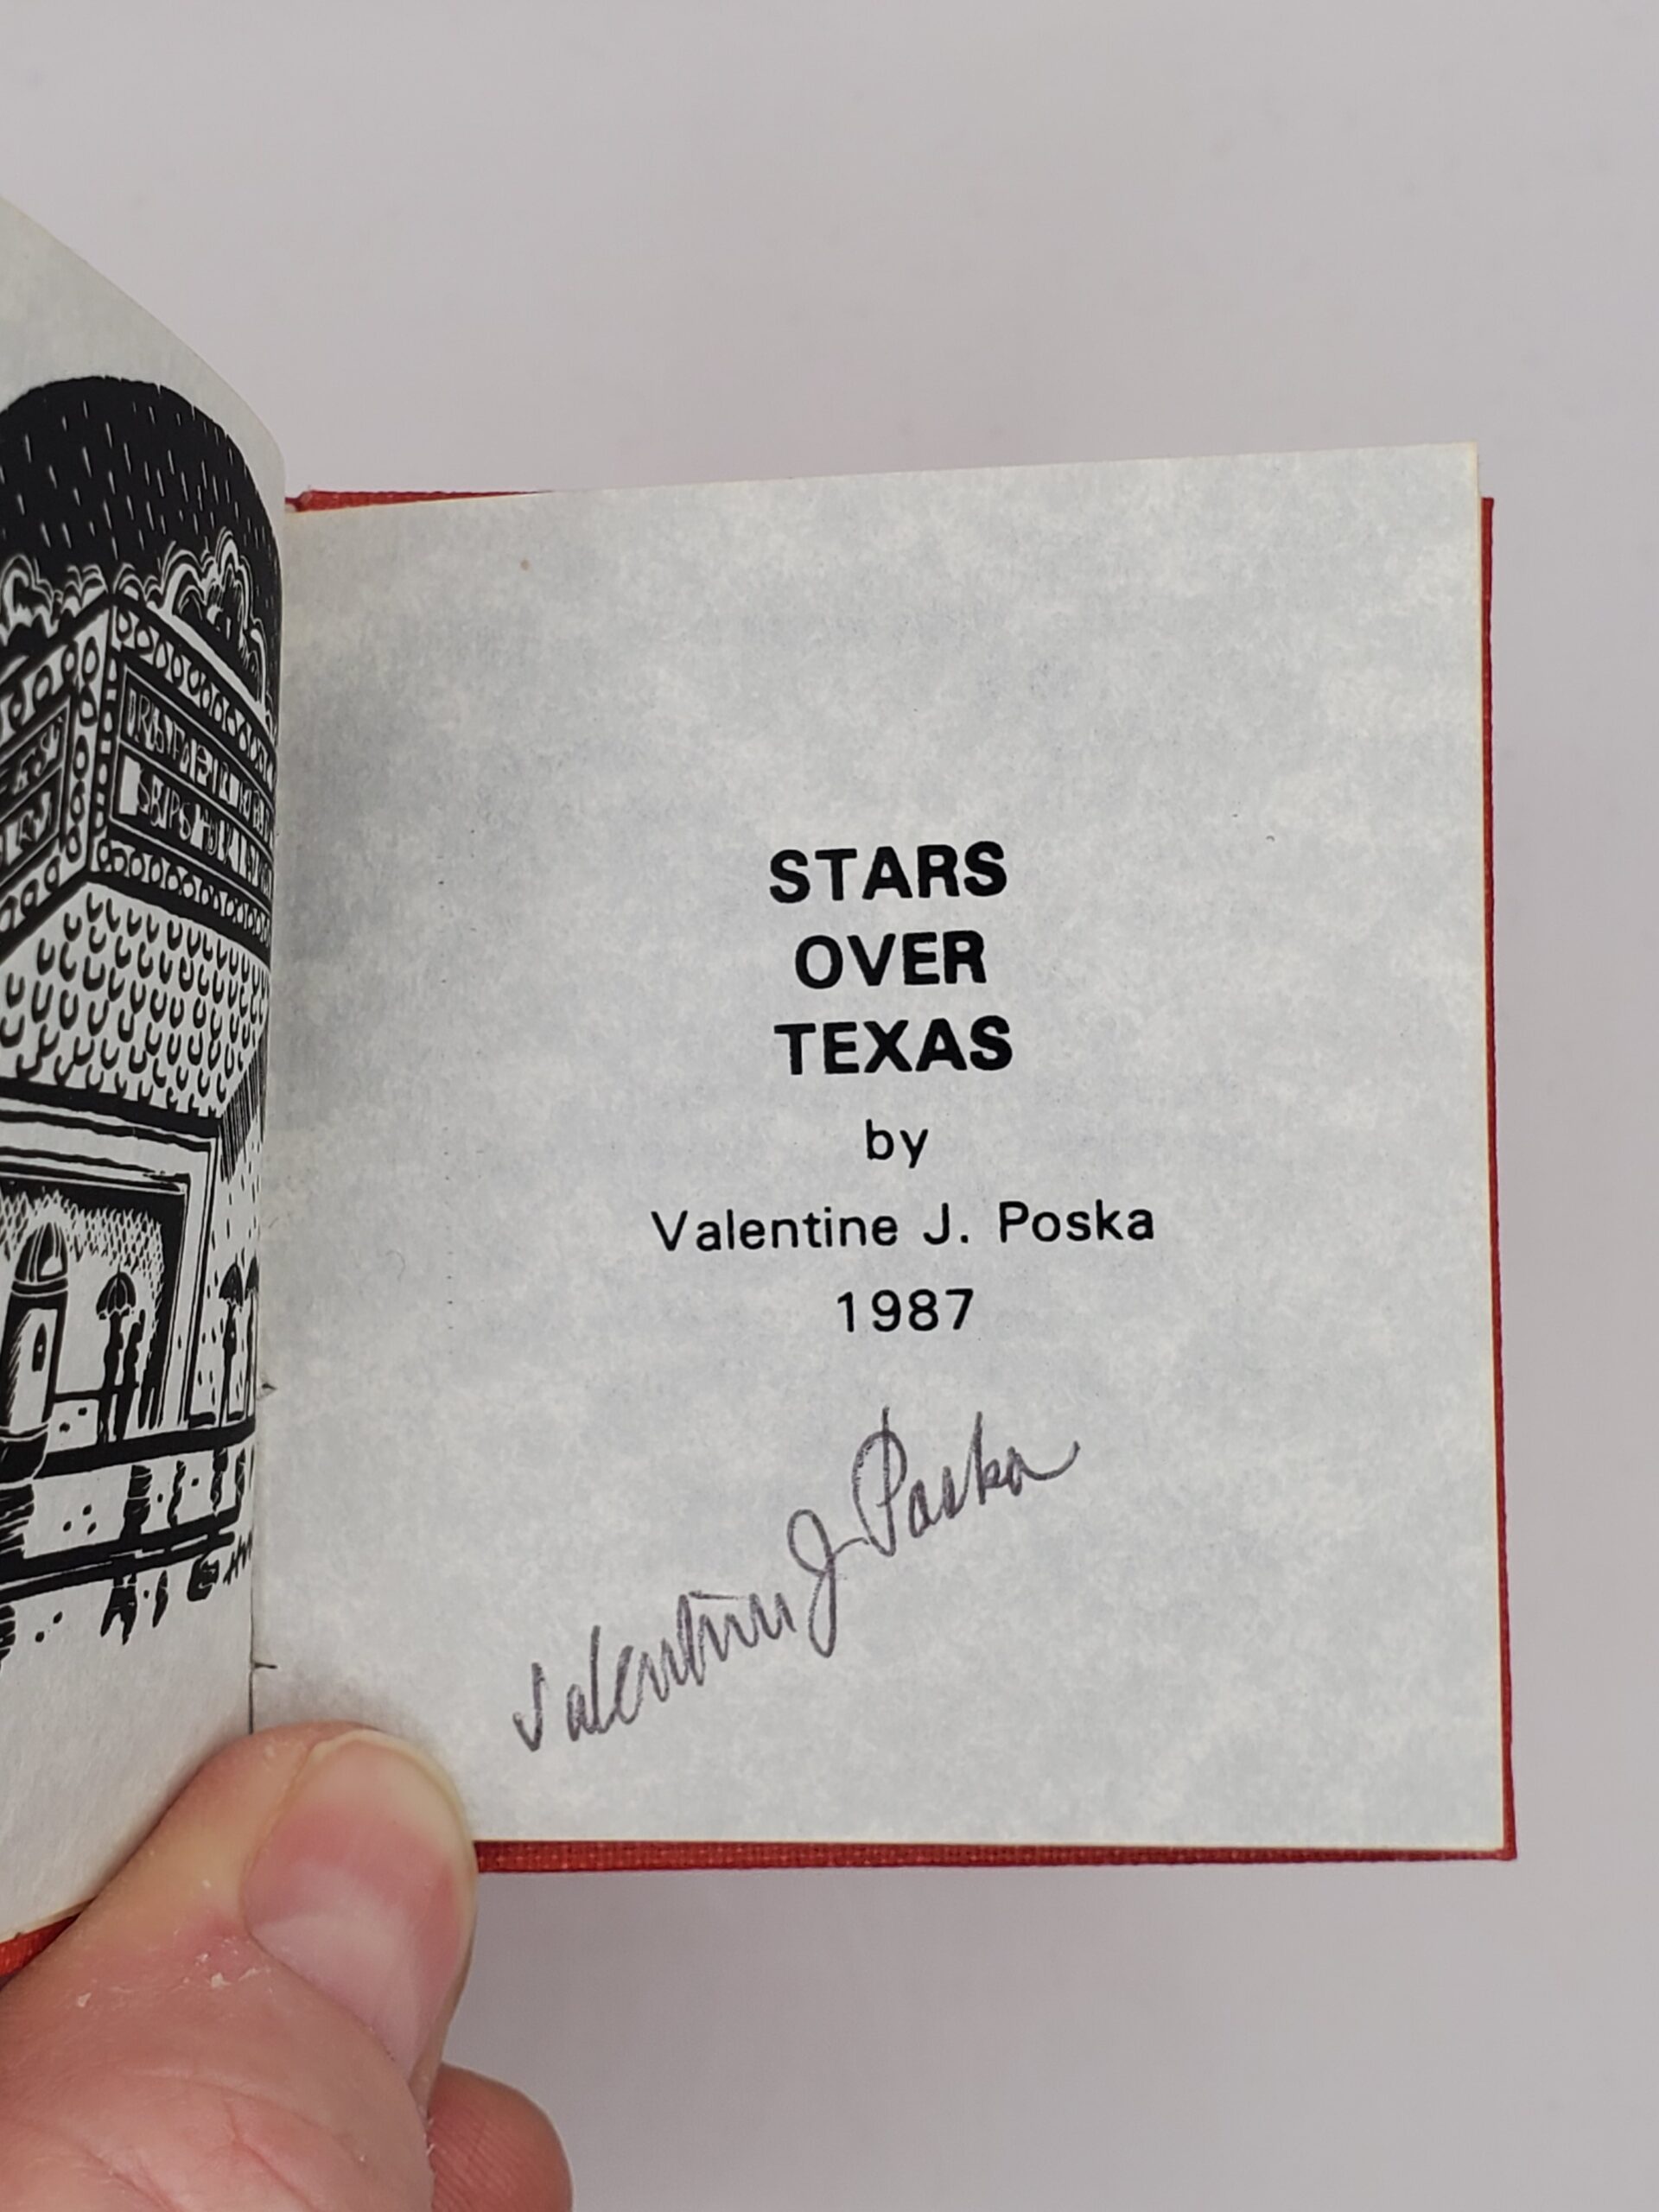 STARS
OVER
TEXAS
by
Valentine J. Poska
1987
Valentine J. Poska